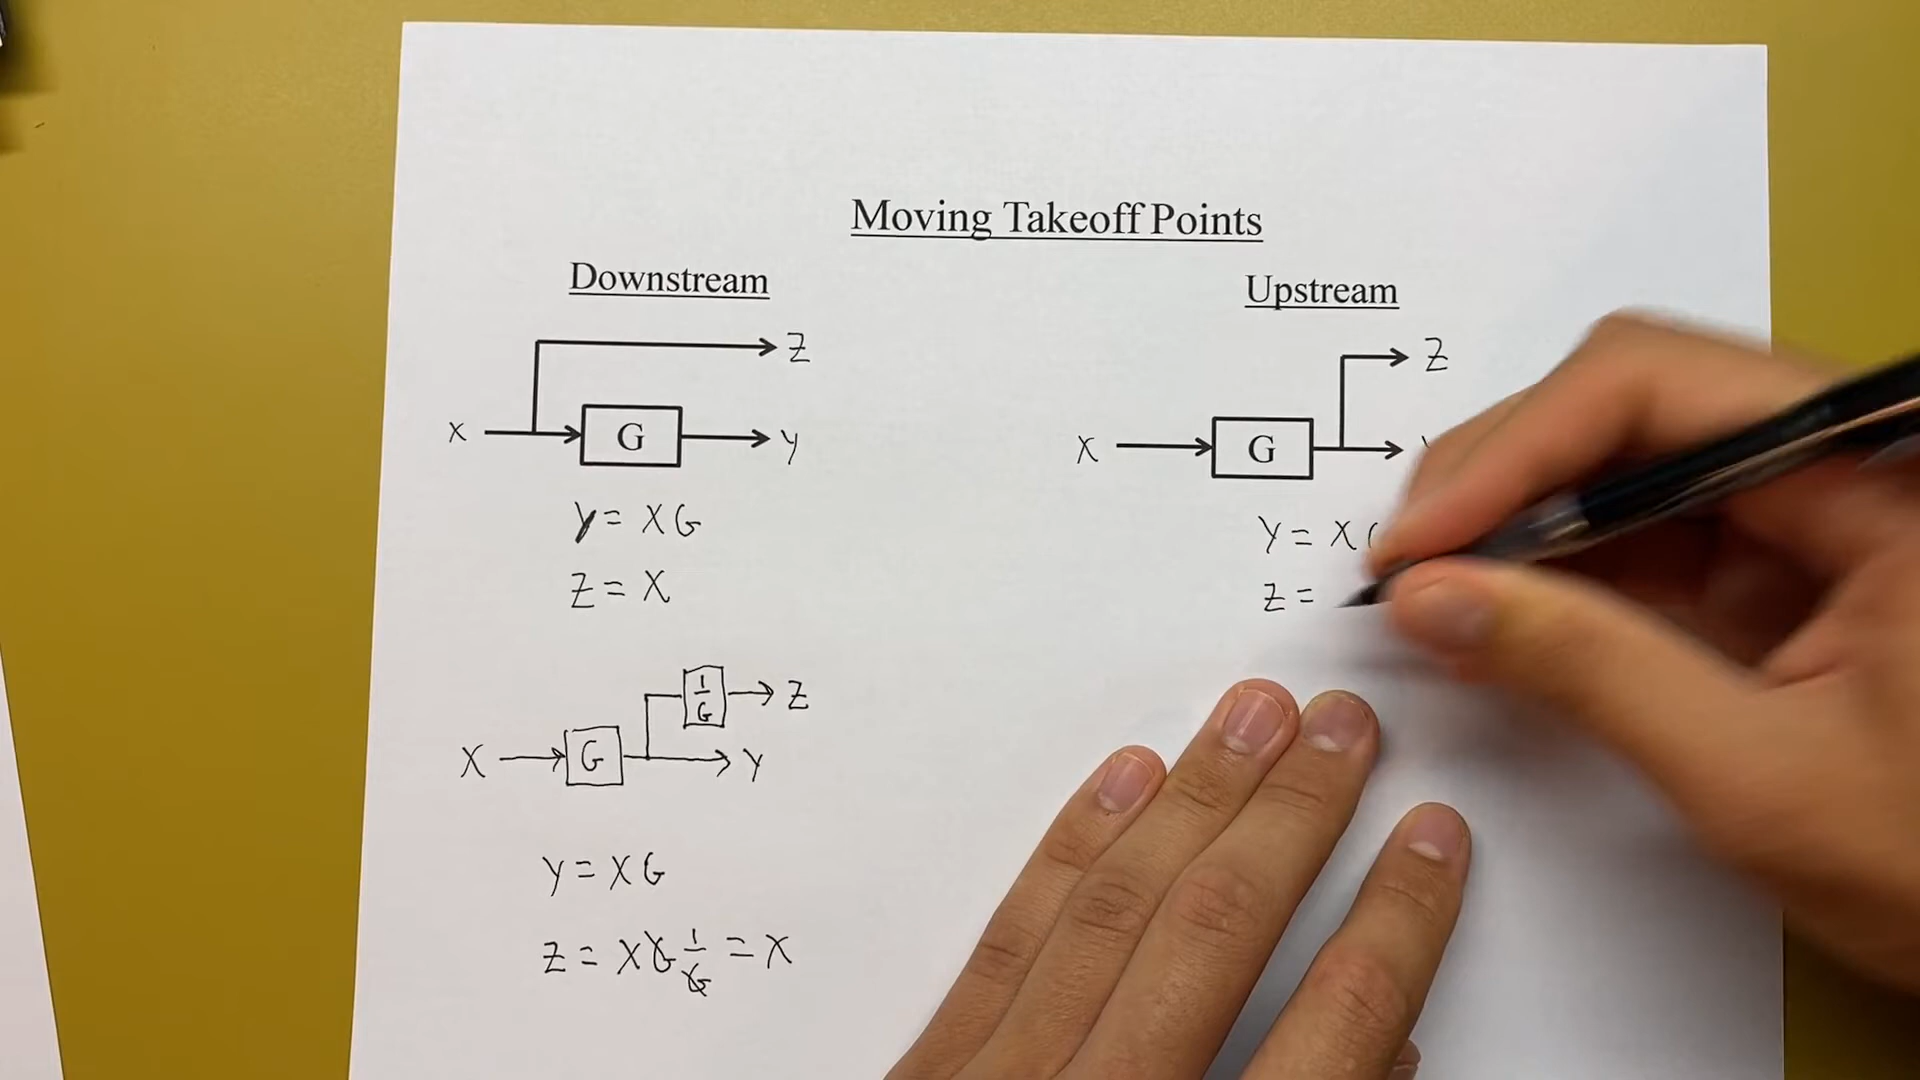 Moving Takeoff Points
Downstream
Z
X G Y
Y = XG
Z = X
1/G Z
X G Y
Y = XG
Z = XG 1/G = X
Upstream
Z
X G
Y = X
Z =